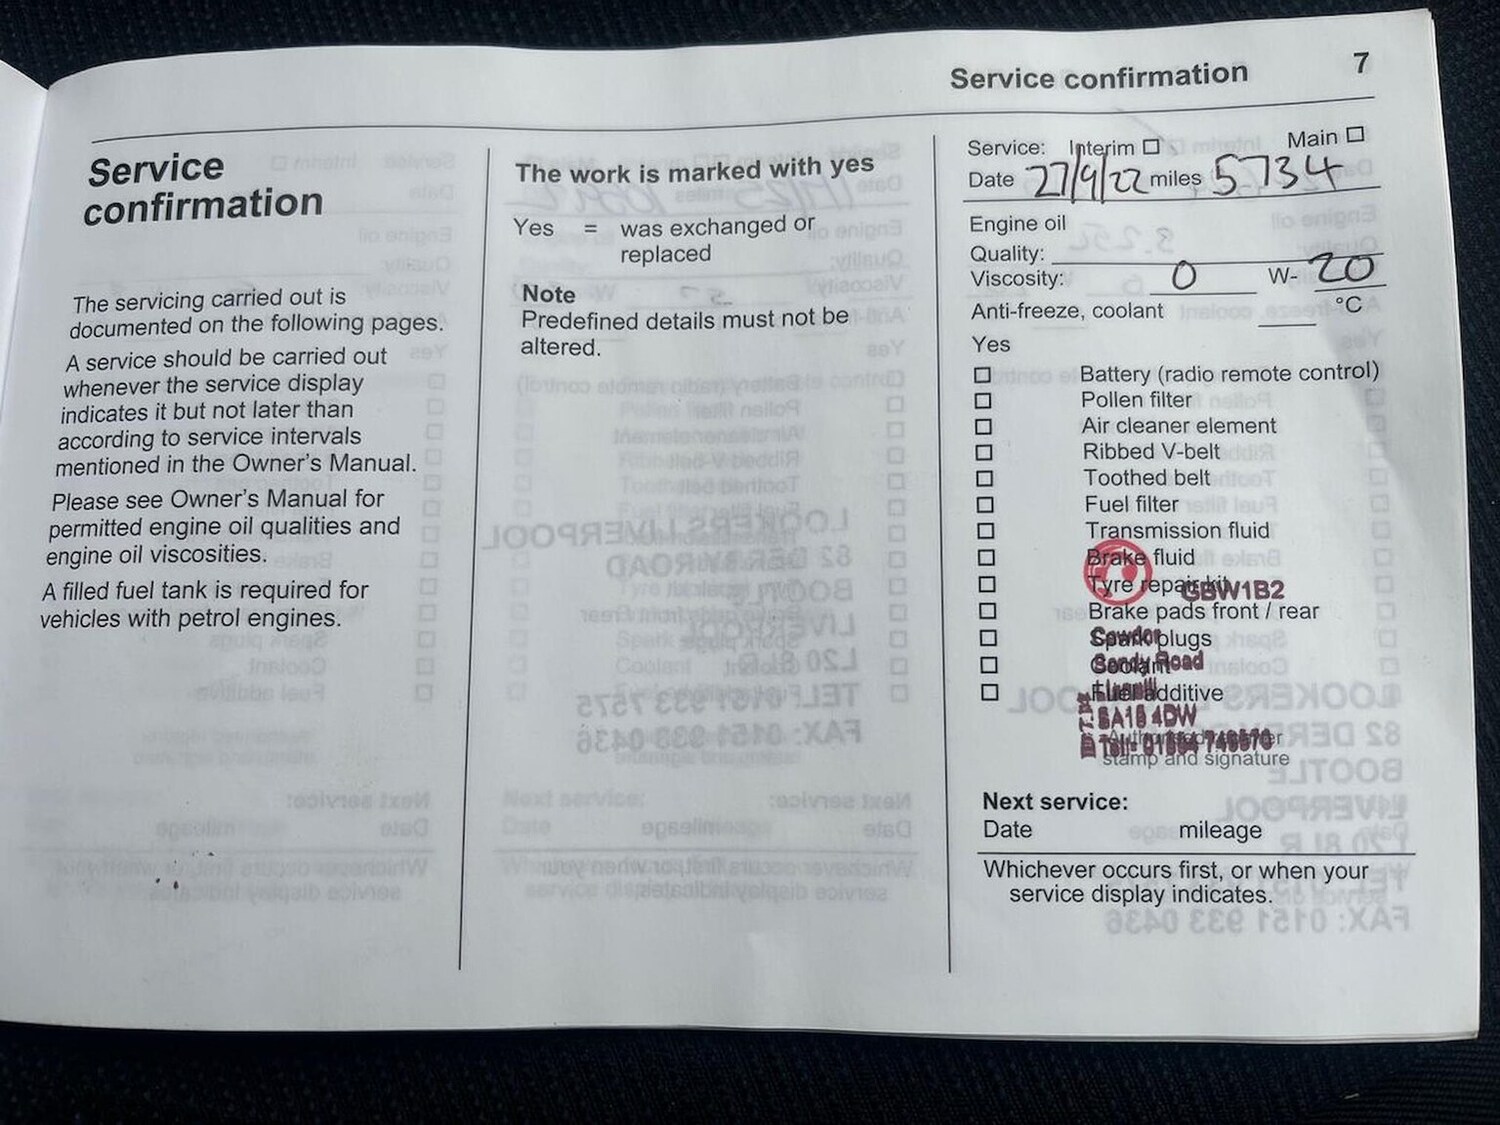 Service confirmation 7
Service
confirmation
The servicing carried out is
documented on the following pages.
A service should be carried out
whenever the service display
indicates it but not later than
according to service intervals
mentioned in the Owner's Manual.
Please see Owner's Manual for
permitted engine oil qualities and
engine oil viscosities.
A filled fuel tank is required for
vehicles with petrol engines.
The work is marked with yes
Yes = was exchanged or
replaced
Note
Predefined details must not be
altered.
Service: Interim ☐ Main ☐
Date 27/9/22 miles 5734
Engine oil
Quality:
Viscosity: 0 W- 20
Anti-freeze, coolant °C
Yes
☐ Battery (radio remote control)
☐ Pollen filter
☐ Air cleaner element
☐ Ribbed V-belt
☐ Toothed belt
☐ Fuel filter
☐ Transmission fluid
☐ Brake fluid
☐ Tyre repair kit
GBW1B2
☐ Brake pads front / rear
☐ Spark plugs
Cawdor
☐ Coolant
Sandy Road
☐ Fuel additive
Llanelli
SA15 4DW
stamp and signature
Next service:
Date mileage
Whichever occurs first, or when your
service display indicates.